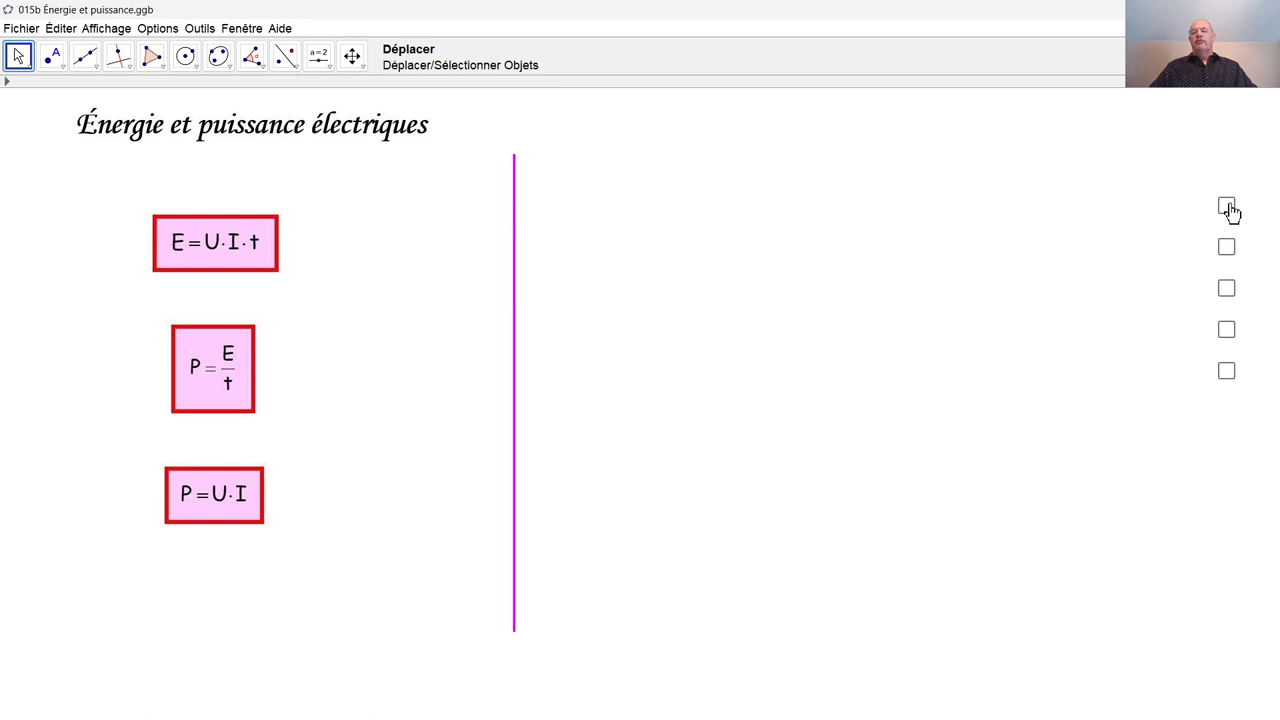 015b Énergie et puissance.ggb
Fichier Éditer Affichage Options Outils Fenêtre Aide
A
a=2
Déplacer
Déplacer/Sélectionner Objets
Énergie et puissance électriques
E=U·I·t
P=E/t
P=U·I